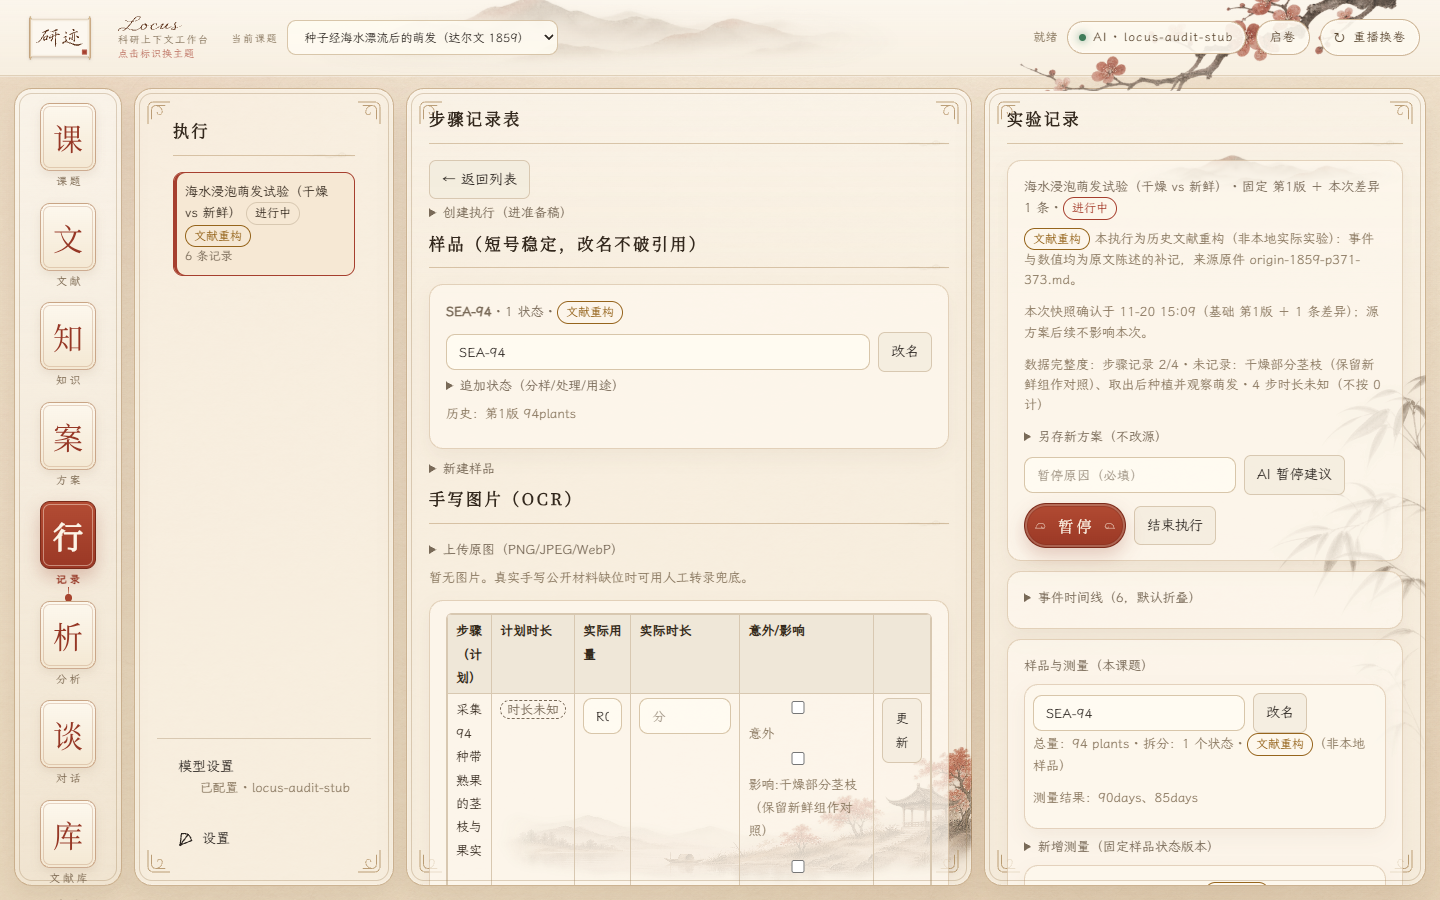 研迹
Locus
科研上下文工作台
点击标识换主题
当前课题
种子经海水漂流后的萌发（达尔文 1859）
就绪
AI · locus-audit-stub
启卷
↻ 重播换卷
课
课题
文
文献
知
知识
案
方案
行
记录
析
分析
谈
对话
库
文献库
执行
海水浸泡萌发试验（干燥
vs 新鲜） 进行中
文献重构
6 条记录
模型设置
已配置 · locus-audit-stub
设置
步骤记录表
← 返回列表
▶ 创建执行（进准备稿）
样品（短号稳定，改名不破引用）
SEA-94 · 1 状态 · 文献重构
SEA-94
改名
▶ 追加状态（分样/处理/用途）
历史：第1版 94plants
▶ 新建样品
手写图片（OCR）
▶ 上传原图（PNG/JPEG/WebP）
暂无图片。真实手写公开材料缺位时可用人工转录兜底。
步骤
（计
划）
计划时长
实际用
量
实际时长
意外/影响
采集
94
种带
熟果
的茎
枝与
果实
时长未知
分
意外
影响:干燥部分茎枝
（保留新鲜组作对
照）
更
新
实验记录
海水浸泡萌发试验（干燥 vs 新鲜） · 固定 第1版 + 本次差异
1 条 · 进行中
文献重构 本执行为历史文献重构（非本地实际实验）：事件
与数值均为原文陈述的补记，来源原件 origin-1859-p371-
373.md。
本次快照确认于 11-20 15:09（基础 第1版 + 1 条差异）；源
方案后续不影响本次。
数据完整度：步骤记录 2/4 · 未记录：干燥部分茎枝（保留新
鲜组作对照）、取出后种植并观察萌发 · 4 步时长未知（不按 0
计）
▶ 另存新方案（不改源）
暂停原因（必填）
AI 暂停建议
暂停
结束执行
▶ 事件时间线（6，默认折叠）
样品与测量（本课题）
SEA-94
改名
总量：94 plants · 拆分：1 个状态 · 文献重构 （非本地
样品）
测量结果：90days、85days
▶ 新增测量（固定样品状态版本）